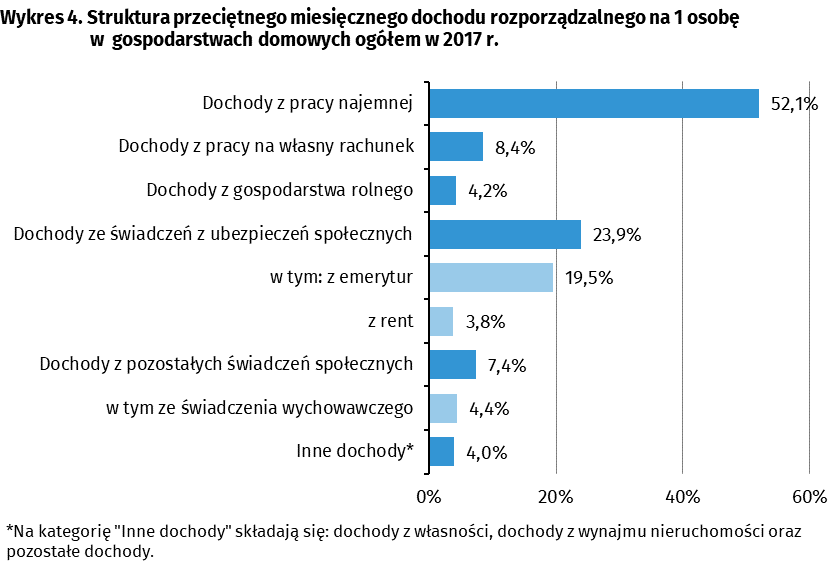 Wykres 4. Struktura przeciętnego miesięcznego dochodu rozporządzalnego na 1 osobę
w gospodarstwach domowych ogółem w 2017 r.
Dochody z pracy najemnej 52,1%
Dochody z pracy na własny rachunek 8,4%
Dochody z gospodarstwa rolnego 4,2%
Dochody ze świadczeń z ubezpieczeń społecznych 23,9%
w tym: z emerytur 19,5%
z rent 3,8%
Dochody z pozostałych świadczeń społecznych 7,4%
w tym ze świadczenia wychowawczego 4,4%
Inne dochody* 4,0%
0% 20% 40% 60%
*Na kategorię "Inne dochody" składają się: dochody z własności, dochody z wynajmu nieruchomości oraz
pozostałe dochody.